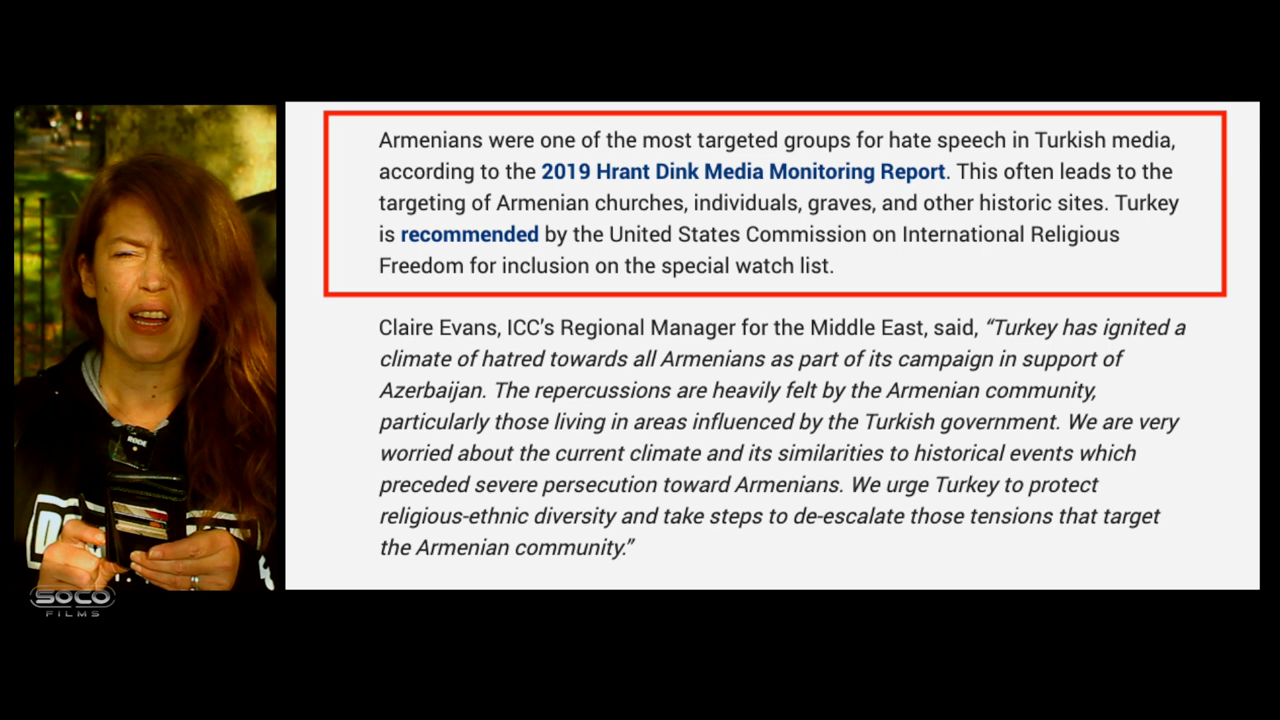 Armenians were one of the most targeted groups for hate speech in Turkish media,
according to the 2019 Hrant Dink Media Monitoring Report. This often leads to the
targeting of Armenian churches, individuals, graves, and other historic sites. Turkey
is recommended by the United States Commission on International Religious
Freedom for inclusion on the special watch list.
Claire Evans, ICC’s Regional Manager for the Middle East, said, “Turkey has ignited a
climate of hatred towards all Armenians as part of its campaign in support of
Azerbaijan. The repercussions are heavily felt by the Armenian community,
particularly those living in areas influenced by the Turkish government. We are very
worried about the current climate and its similarities to historical events which
preceded severe persecution toward Armenians. We urge Turkey to protect
religious-ethnic diversity and take steps to de-escalate those tensions that target
the Armenian community.”
RODE
SOCO
FILMS